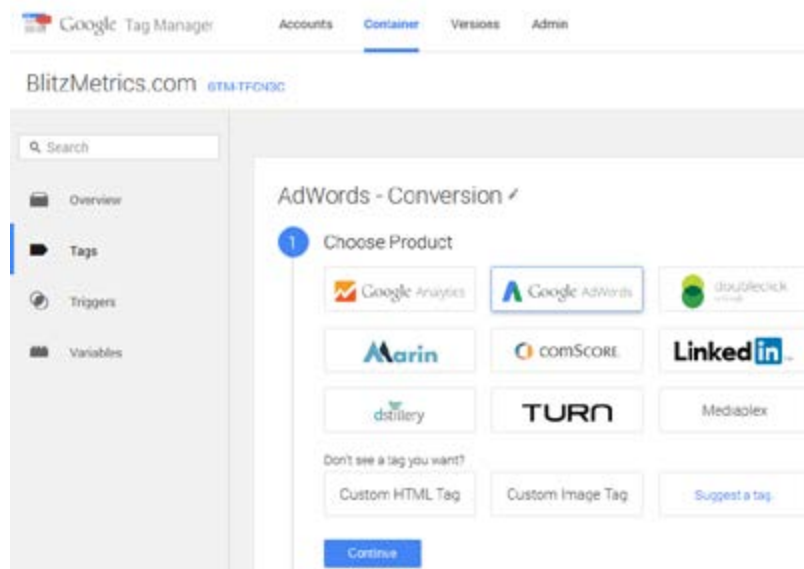 Google Tag Manager Accounts Container Versions Admin
BlitzMetrics.com
Search
Overview
Tags
Triggers
Variables
AdWords - Conversion
1 Choose Product
Google Analytics Google AdWords doubleclick
Marin comSCORE Linked in
dstillery TURN Mediaplex
Don't see a tag you want?
Custom HTML Tag Custom Image Tag Suggest a tag
Continue